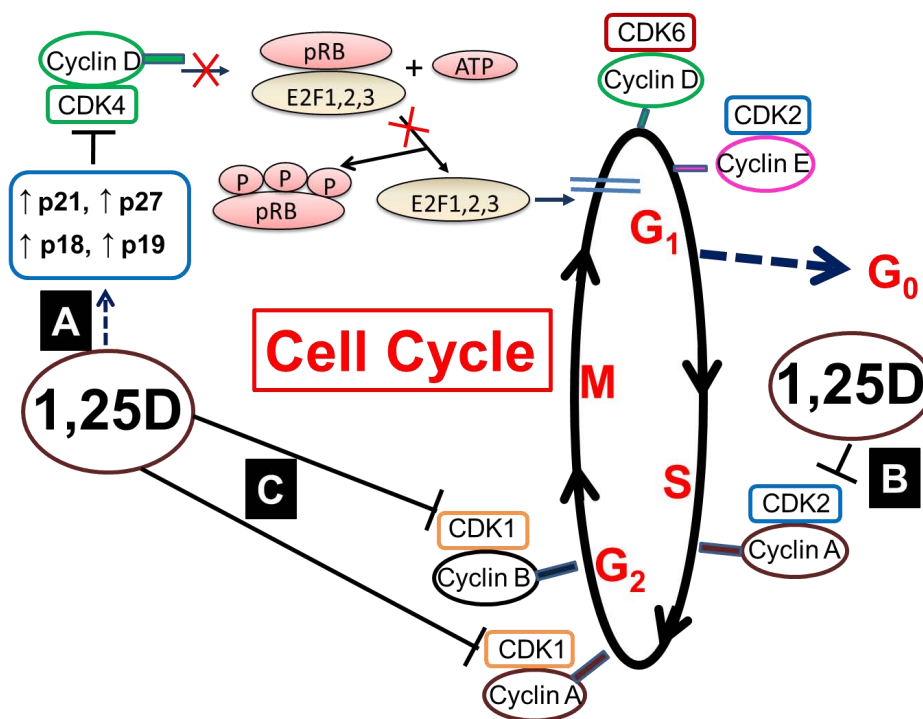 CDK6
Cyclin D
pRB
+
ATP
Cyclin D
E2F1,2,3
CDK4
CDK2
Cyclin E
P P P
pRB
E2F1,2,3
↑ p21, ↑ p27
↑ p18, ↑ p19
G1
G0
A
Cell Cycle
1,25D
M
1,25D
C
S
B
CDK2
Cyclin A
CDK1
Cyclin B
G2
CDK1
Cyclin A